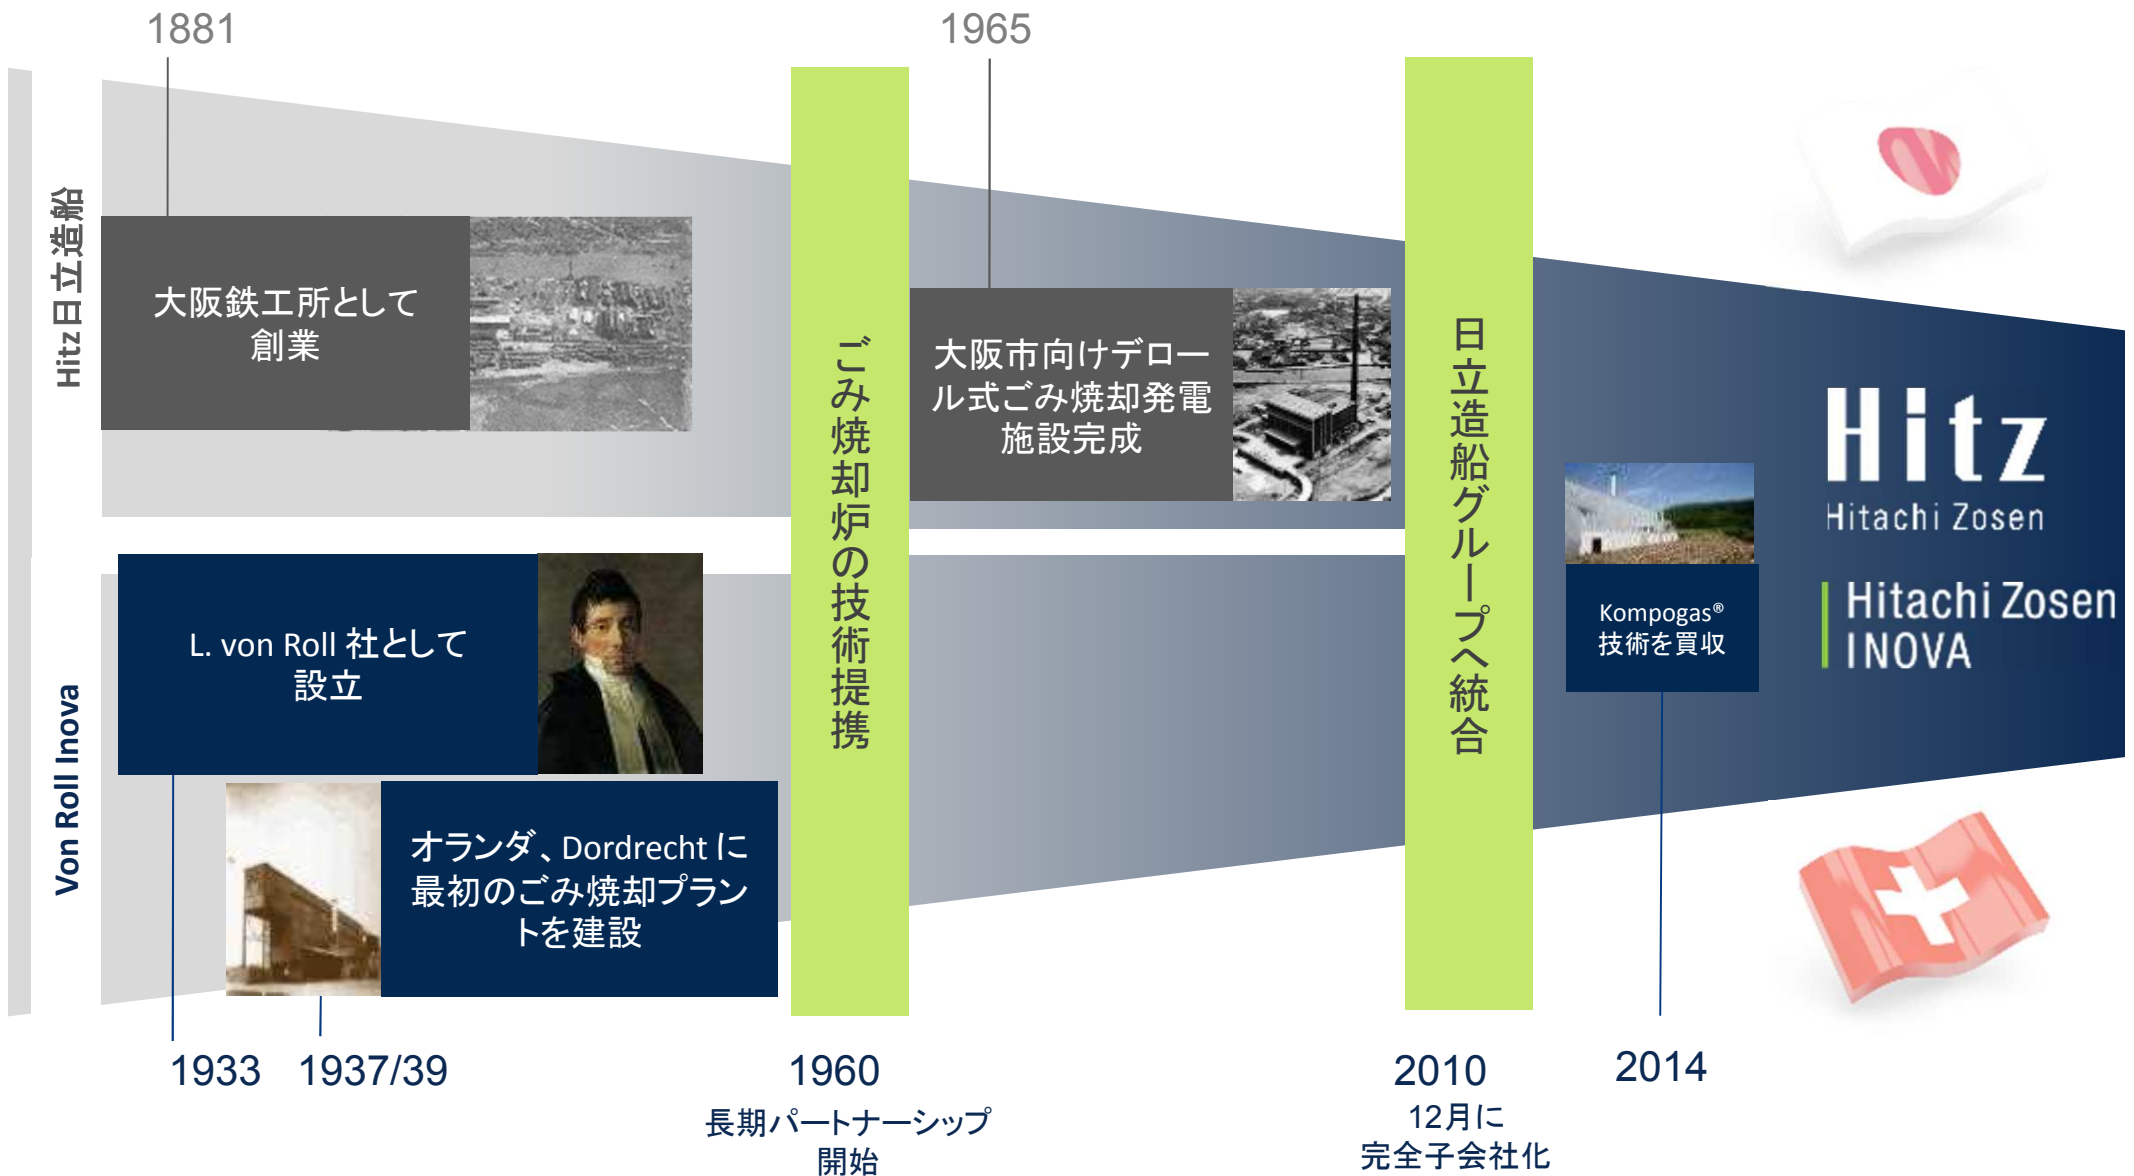 1881
1965
Hitz日立造船
大阪鉄工所として
創業
ごみ焼却炉の技術提携
大阪市向けデロー
ル式ごみ焼却発電
施設完成
日立造船グループへ統合
Hitz
Hitachi Zosen
Hitachi Zosen
INOVA
Kompogas®
技術を買収
Von Roll Inova
L. von Roll 社として
設立
オランダ、Dordrecht に
最初のごみ焼却プラン
トを建設
1933
1937/39
1960
長期パートナーシップ
開始
2010
12月に
完全子会社化
2014